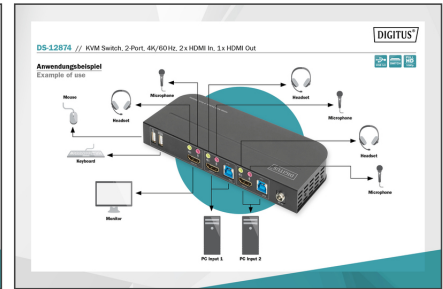 DIGITUS®
DS-12874 // KVM Switch, 2-Port, 4K/60 Hz, 2x HDMI In, 1x HDMI Out
Anwendungsbeispiel
Example of use
Mouse
Microphone
Headset
Headset
Microphone
Keyboard
Headset
Monitor
Microphone
PC Input 1
PC Input 2
DIGITUS